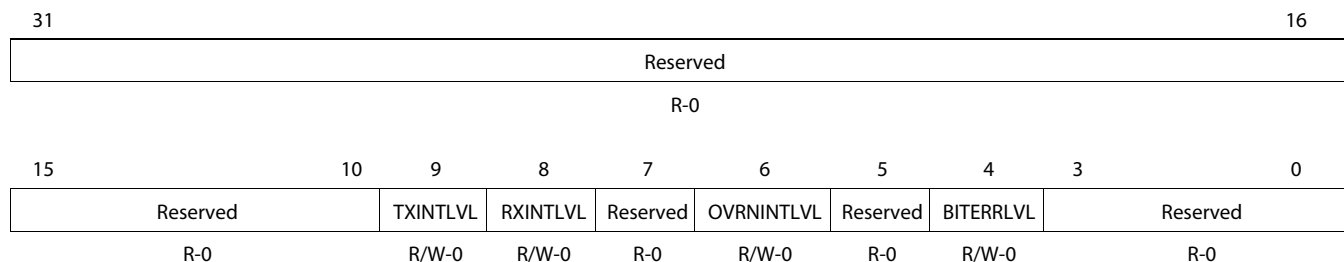 31 16
Reserved
R-0
15 10 9 8 7 6 5 4 3 0
Reserved TXINTLVL RXINTLVL Reserved OVRNINTLVL Reserved BITERRLVL Reserved
R-0 R/W-0 R/W-0 R-0 R/W-0 R-0 R/W-0 R-0